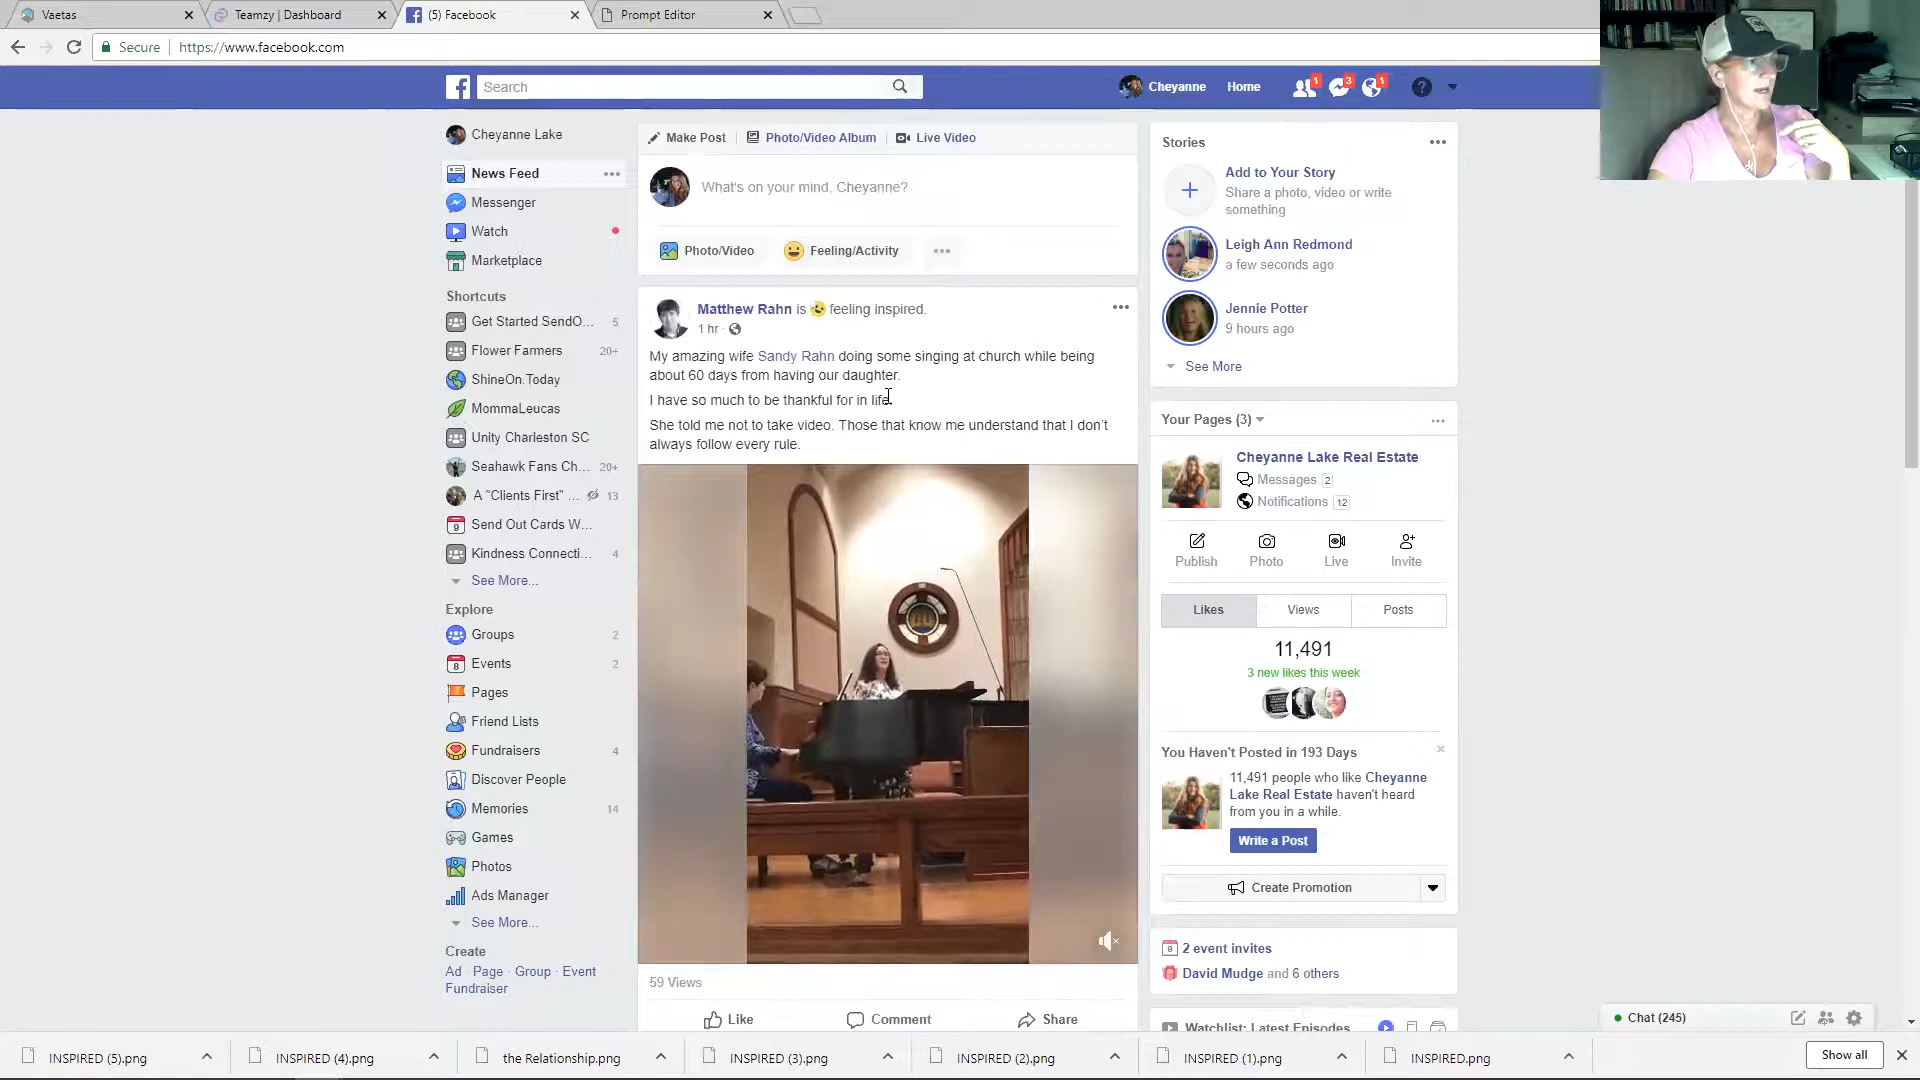 Vaetas
Teamzy | Dashboard
(5) Facebook
Prompt Editor
Secure
https://www.facebook.com
Search
Cheyanne
Home
1
3
1
Cheyanne Lake
News Feed
Messenger
Watch
Marketplace
Shortcuts
Get Started SendO... 5
Flower Farmers 20+
ShineOn.Today
MommaLeucas
Unity Charleston SC
Seahawk Fans Ch... 20+
A "Clients First" ... 13
Send Out Cards W...
Kindness Connecti... 4
See More...
Explore
Groups 2
Events 2
Pages
Friend Lists
Fundraisers 4
Discover People
Memories 14
Games
Photos
Ads Manager
See More...
Create
Ad · Page · Group · Event
Fundraiser
Make Post
Photo/Video Album
Live Video
What's on your mind, Cheyanne?
Photo/Video
Feeling/Activity
Matthew Rahn is feeling inspired.
1 hr ·
My amazing wife Sandy Rahn doing some singing at church while being
about 60 days from having our daughter.
I have so much to be thankful for in life.
She told me not to take video. Those that know me understand that I don't
always follow every rule.
59 Views
Like
Comment
Share
Stories
Add to Your Story
Share a photo, video or write
something
Leigh Ann Redmond
a few seconds ago
Jennie Potter
9 hours ago
See More
Your Pages (3)
Cheyanne Lake Real Estate
Messages 2
Notifications 12
Publish
Photo
Live
Invite
Likes
Views
Posts
11,491
3 new likes this week
You Haven't Posted in 193 Days
11,491 people who like Cheyanne
Lake Real Estate haven't heard
from you in a while.
Write a Post
Create Promotion
2 event invites
David Mudge and 6 others
Watchlist: Latest Episodes
Chat (245)
INSPIRED (5).png
INSPIRED (4).png
the Relationship.png
INSPIRED (3).png
INSPIRED (2).png
INSPIRED (1).png
INSPIRED.png
Show all